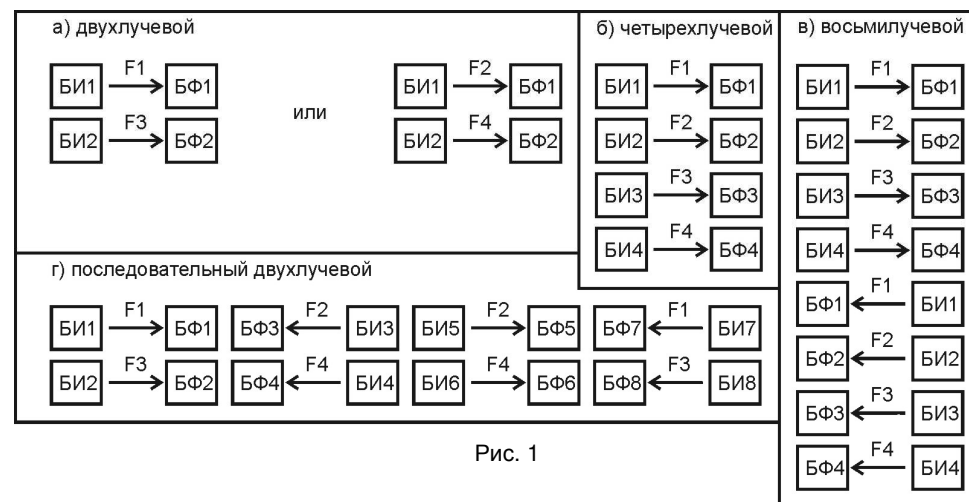 а) двухлучевой
БИ1 F1 БФ1
БИ2 F3 БФ2
или
БИ1 F2 БФ1
БИ2 F4 БФ2
б) четырехлучевой
БИ1 F1 БФ1
БИ2 F2 БФ2
БИ3 F3 БФ3
БИ4 F4 БФ4
в) восьмилучевой
БИ1 F1 БФ1
БИ2 F2 БФ2
БИ3 F3 БФ3
БИ4 F4 БФ4
БФ1 F1 БИ1
БФ2 F2 БИ2
БФ3 F3 БИ3
БФ4 F4 БИ4
г) последовательный двухлучевой
БИ1 F1 БФ1 БФ3 F2 БИ3 БИ5 F2 БФ5 БФ7 F1 БИ7
БИ2 F3 БФ2 БФ4 F4 БИ4 БИ6 F4 БФ6 БФ8 F3 БИ8
Рис. 1